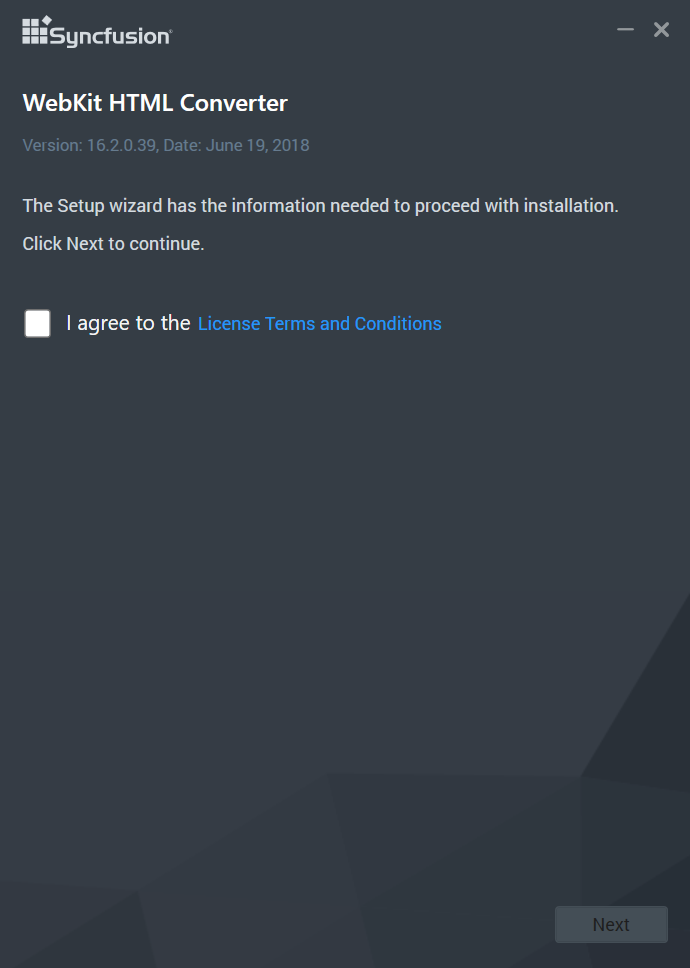 Syncfusion®
WebKit HTML Converter
Version: 16.2.0.39, Date: June 19, 2018
The Setup wizard has the information needed to proceed with installation.
Click Next to continue.
I agree to the License Terms and Conditions
Next